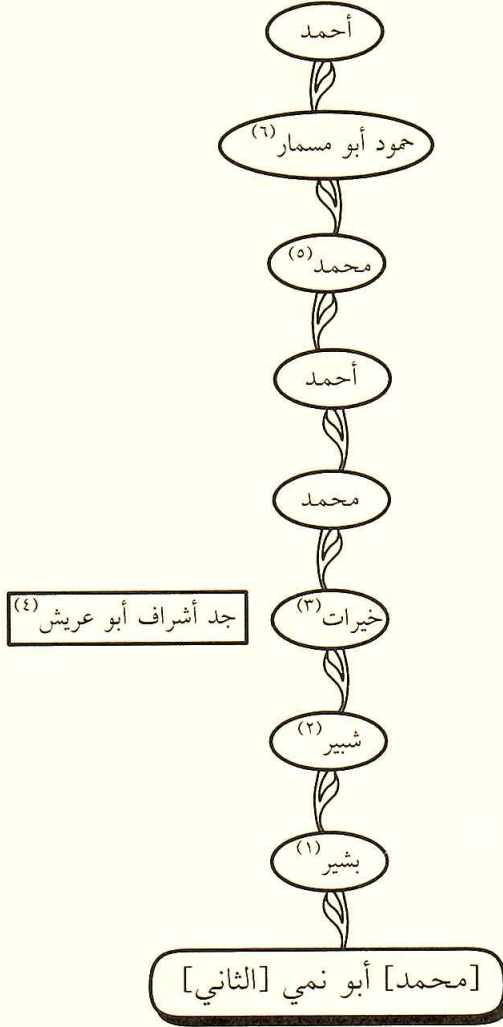 أحمد
حمود أبو مسمار (٦)
محمد (٥)
أحمد
محمد
خيرات (٣)
جد أشراف أبو عريش (٤)
شبير (٢)
بشير (١)
[محمد] أبو نمي [الثاني]